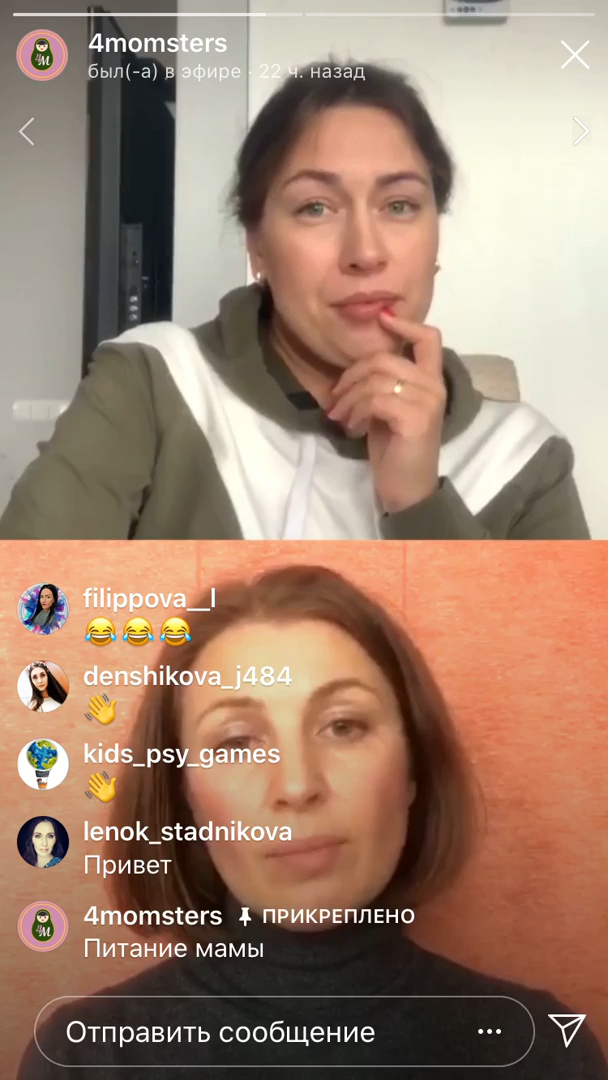 4momsters
был(-а) в эфире · 22 ч. назад
filippova__l
😂😂😂
denshikova_j484
👋
kids_psy_games
👋
lenok_stadnikova
Привет
4momsters ПРИКРЕПЛЕНО
Питание мамы
Отправить сообщение